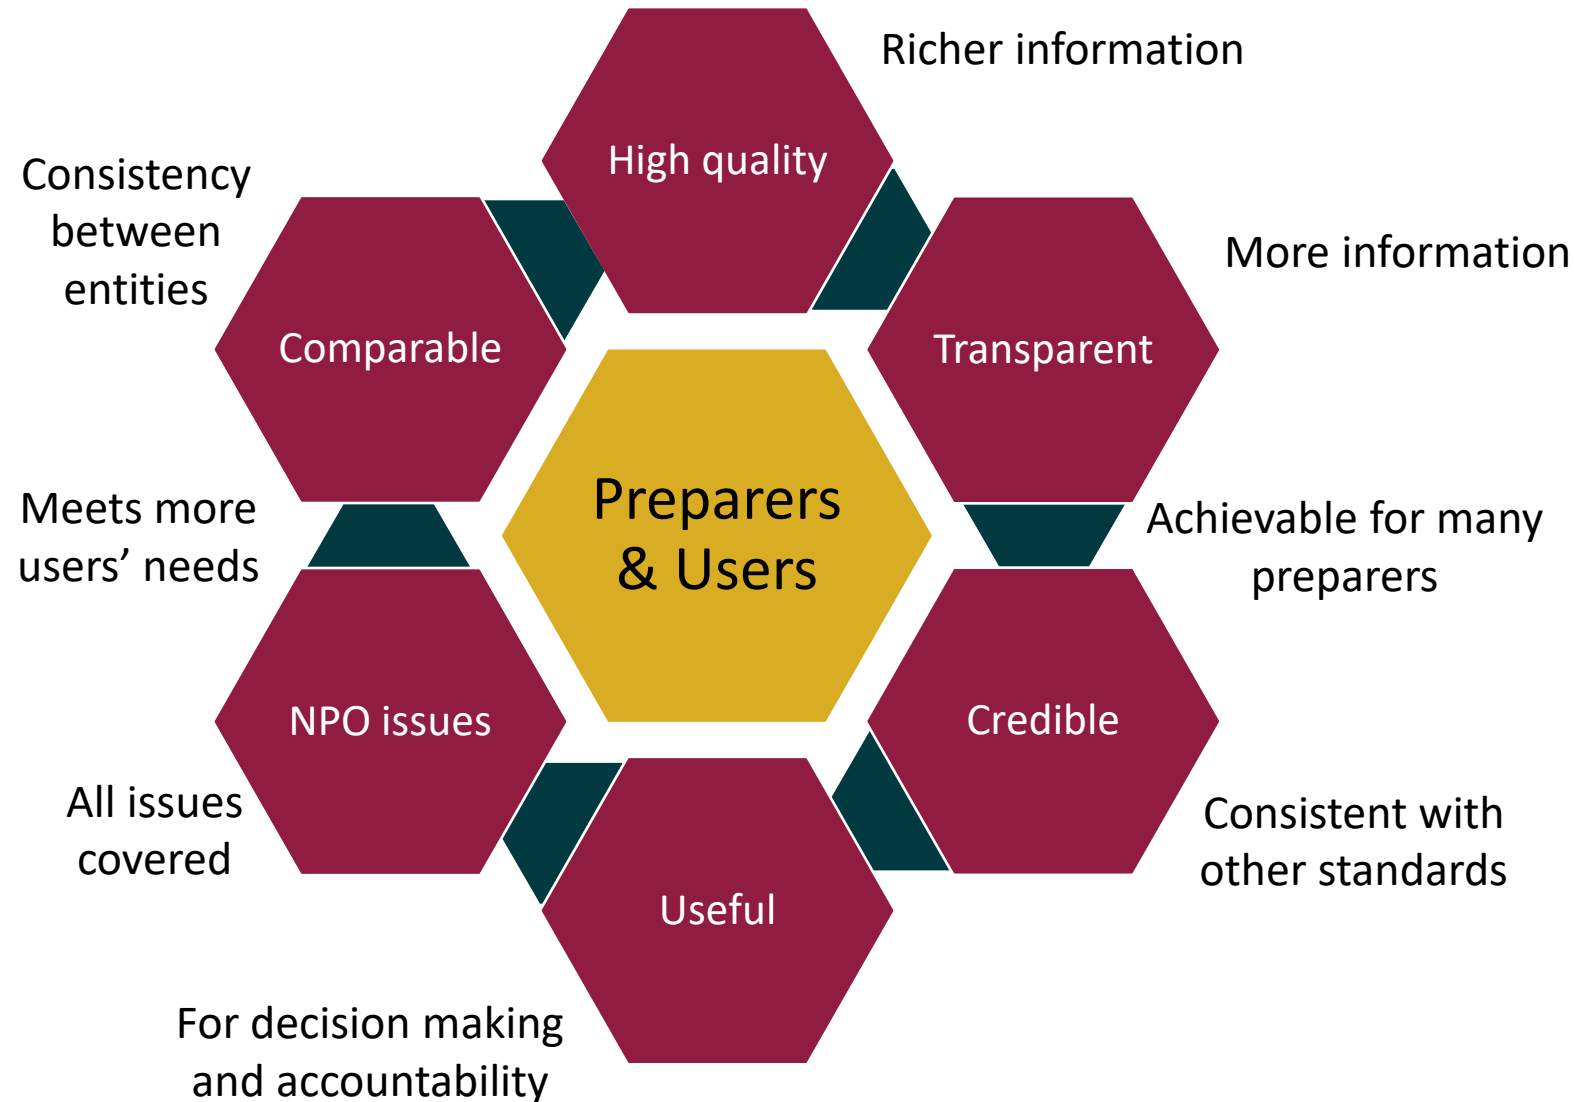 Richer information
High quality
Consistency
between
entities
More information
Comparable
Transparent
Preparers
& Users
Meets more
users’ needs
Achievable for many
preparers
NPO issues
Credible
All issues
covered
Consistent with
other standards
Useful
For decision making
and accountability